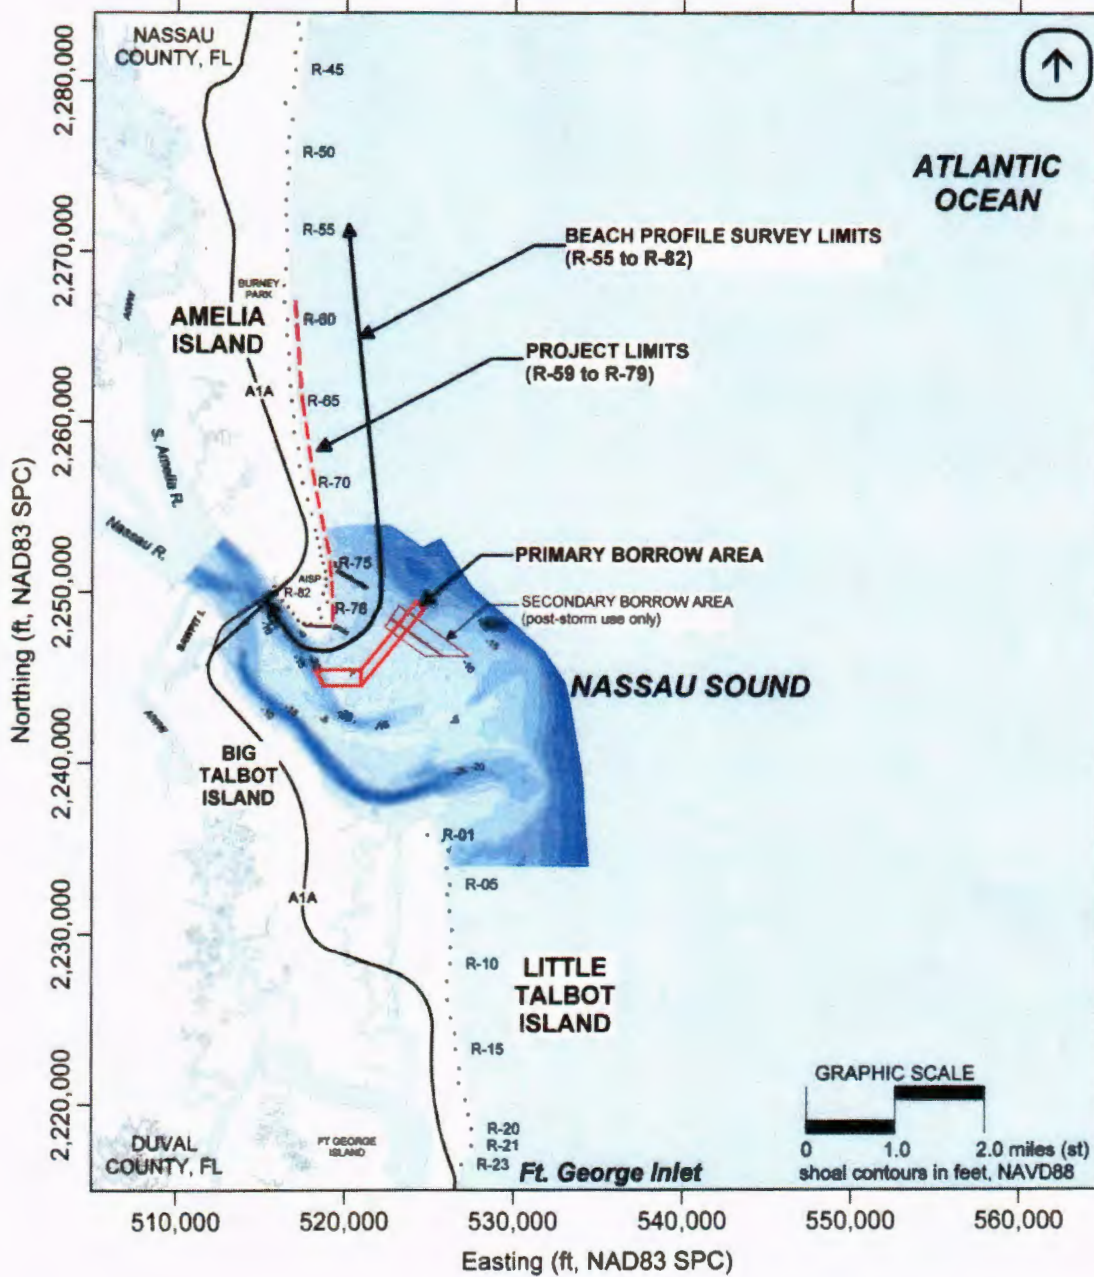 NASSAU
COUNTY, FL
R-45
R-50
R-55
ATLANTIC
OCEAN
BEACH PROFILE SURVEY LIMITS
(R-55 to R-82)
BURNEY
PARK
AMELIA
ISLAND
R-60
PROJECT LIMITS
(R-59 to R-79)
A1A
R-65
S. Amelia R.
R-70
Nassau R.
R-75
PRIMARY BORROW AREA
AISP
R-82
R-78
SECONDARY BORROW AREA
(post-storm use only)
SAWPIT I.
NASSAU SOUND
BIG
TALBOT
ISLAND
R-01
R-05
A1A
R-10
LITTLE
TALBOT
ISLAND
R-15
R-20
R-21
R-23
DUVAL
COUNTY, FL
FT GEORGE
ISLAND
Ft. George Inlet
GRAPHIC SCALE
0 1.0 2.0 miles (st)
shoal contours in feet, NAVD88
2,280,000
2,270,000
2,260,000
2,250,000
2,240,000
2,230,000
2,220,000
Northing (ft, NAD83 SPC)
510,000 520,000 530,000 540,000 550,000 560,000
Easting (ft, NAD83 SPC)